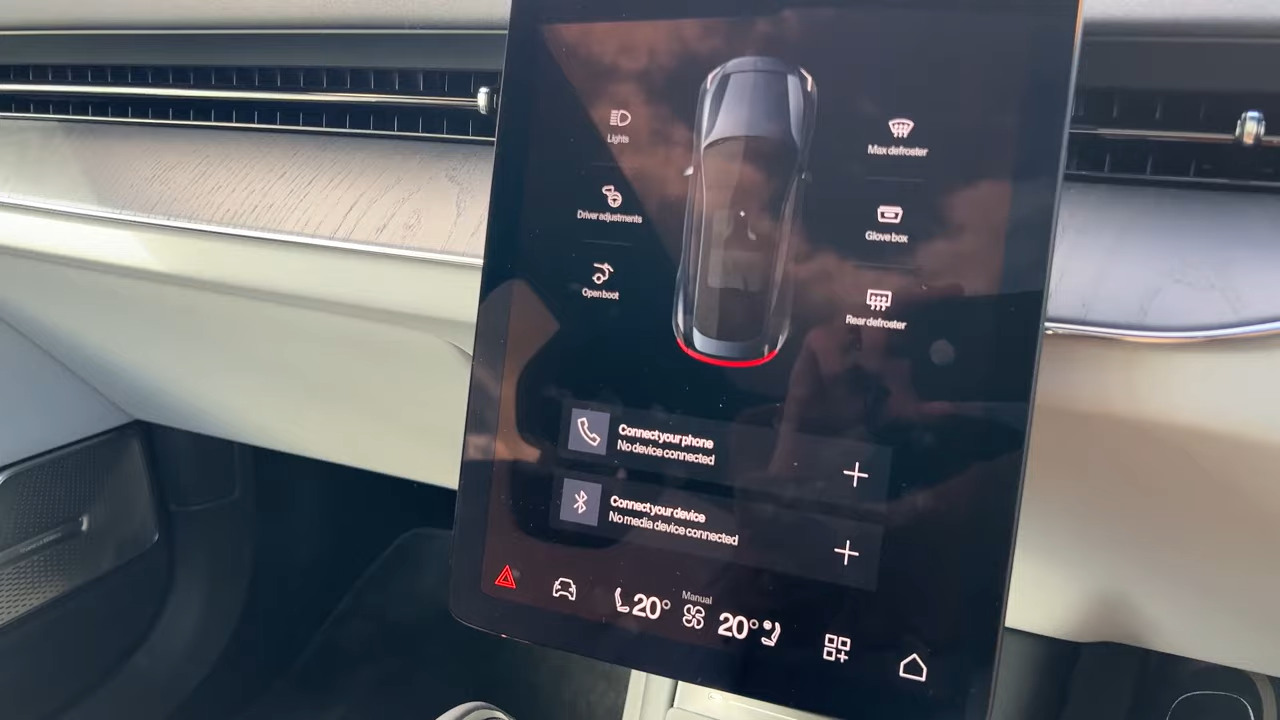 Lights
Max defroster
Driver adjustments
Glove box
Open boot
Rear defroster
Connect your phone
No device connected
Connect your device
No media device connected
Manual
20° 20°